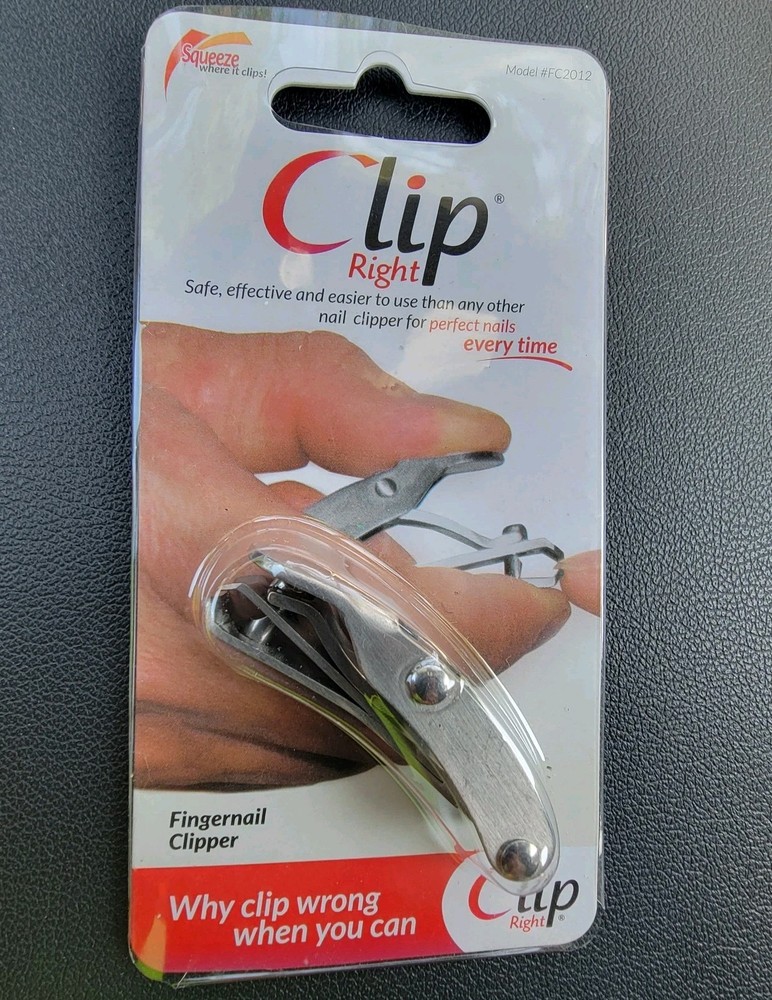 Squeeze
where it clips!
Model #FC2012
Clip®
Right
Safe, effective and easier to use than any other
nail clipper for perfect nails
every time
Fingernail
Clipper
Why clip wrong
when you can
Clip
Right®